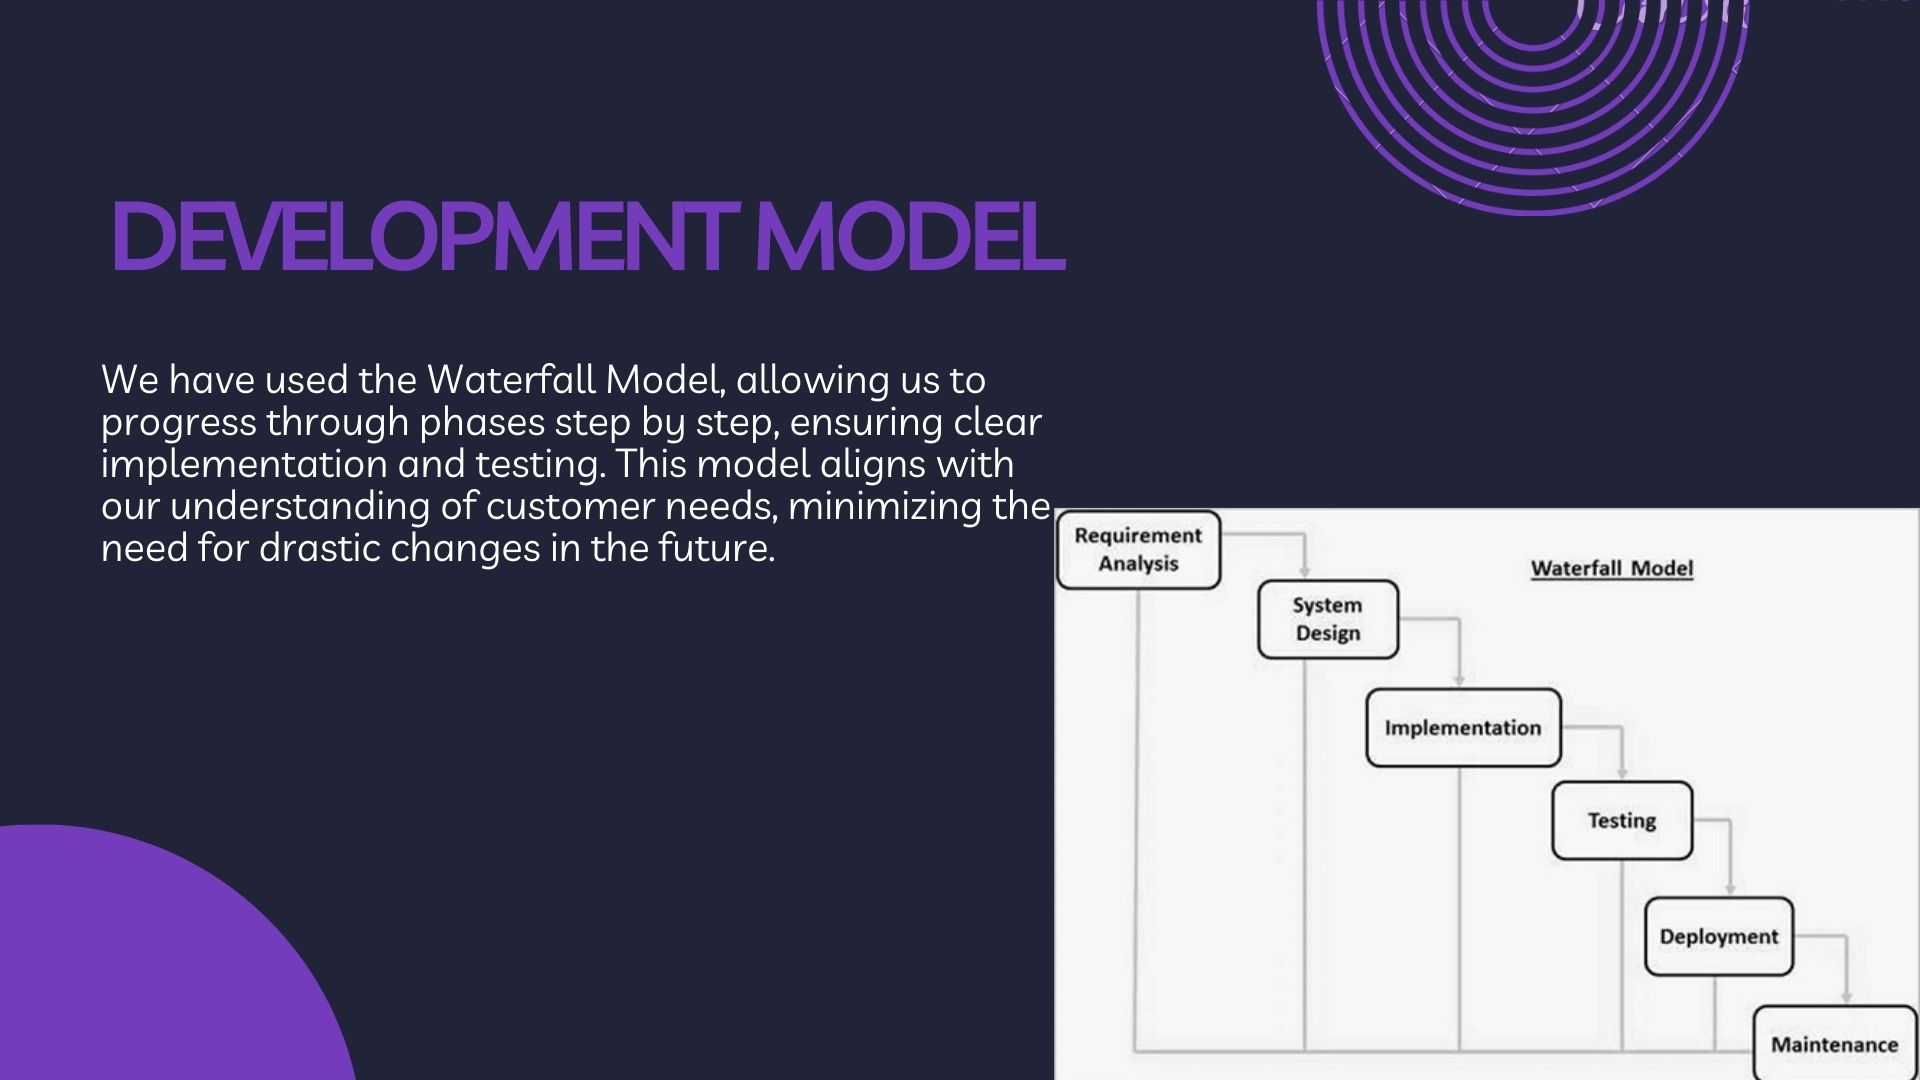 DEVELOPMENT MODEL
We have used the Waterfall Model, allowing us to
progress through phases step by step, ensuring clear
implementation and testing. This model aligns with
our understanding of customer needs, minimizing the
need for drastic changes in the future.
Waterfall Model
Requirement
Analysis
System
Design
Implementation
Testing
Deployment
Maintenance